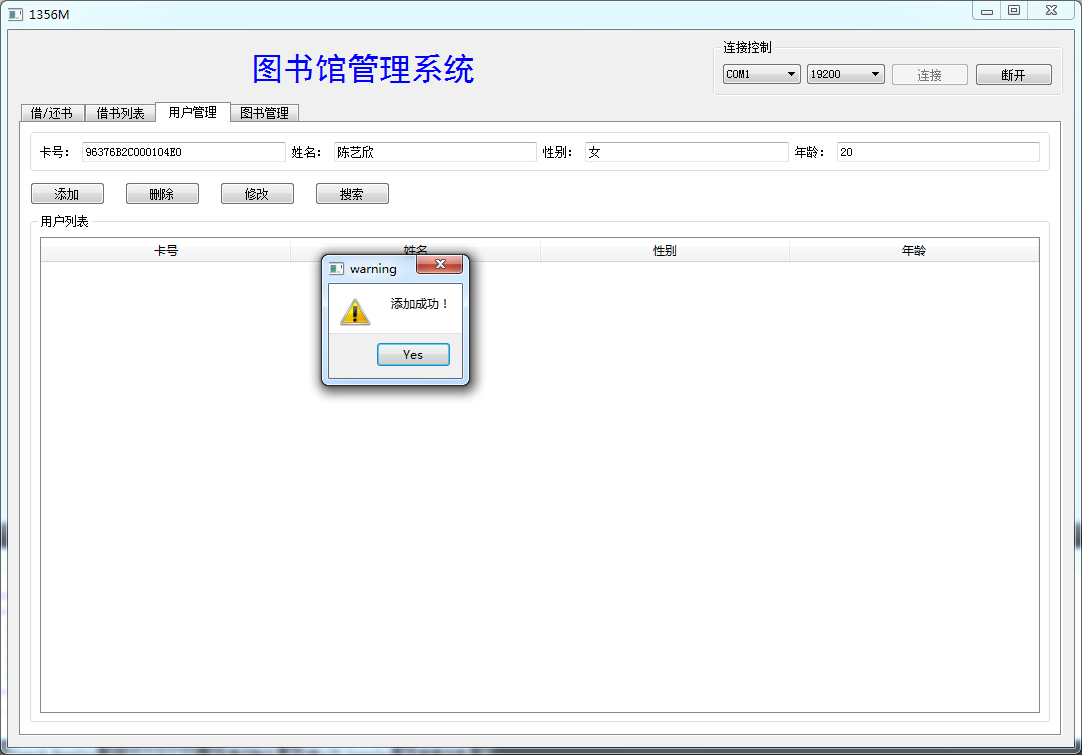 1356M
图书馆管理系统
连接控制
COM1 19200 连接 断开
借/还书 借书列表 用户管理 图书管理
卡号: 96376B2C000104E0 姓名: 陈艺欣 性别: 女 年龄: 20
添加 删除 修改 搜索
用户列表
卡号 姓名 性别 年龄
warning
添加成功！
Yes